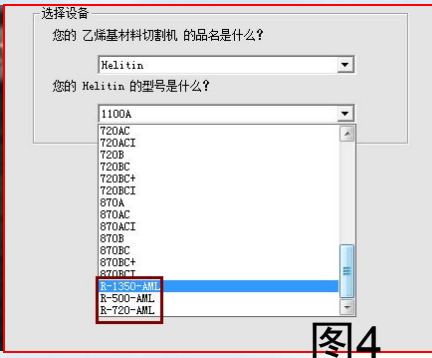 选择设备
您的 乙烯基材料切割机 的品名是什么?
Helitin
您的 Helitin 的型号是什么?
1100A
720AC
720ACI
720B
720BC
720BC+
720BCI
870A
870AC
870ACI
870B
870BC
870BC+
870BCI
R-1350-AML
R-500-AML
R-720-AML
图4